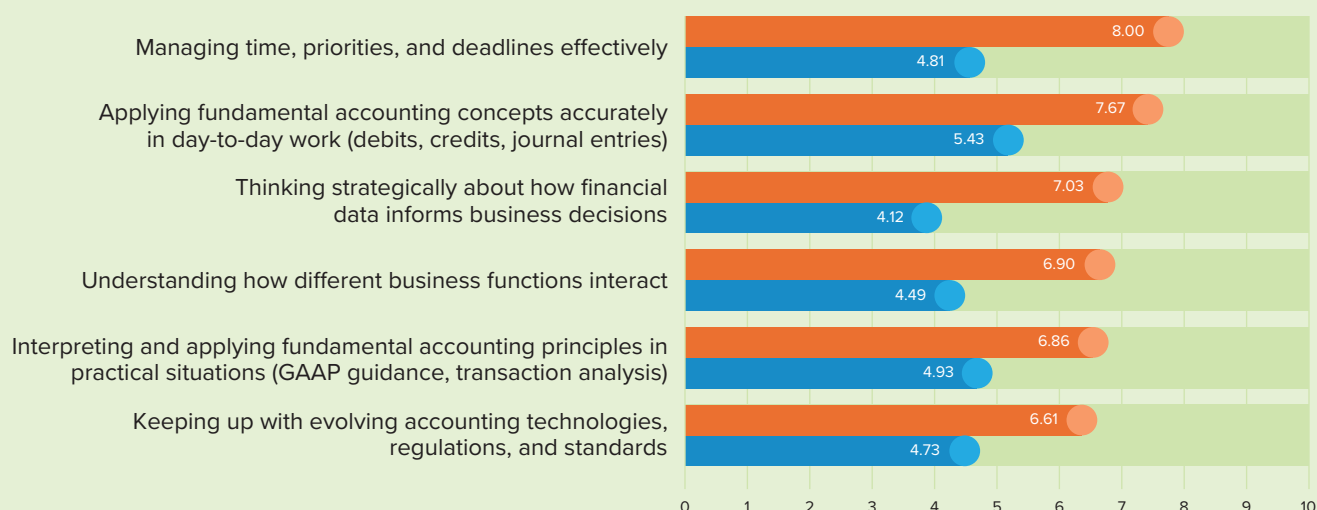 Managing time, priorities, and deadlines effectively
8.00
4.81
Applying fundamental accounting concepts accurately
in day-to-day work (debits, credits, journal entries)
7.67
5.43
Thinking strategically about how financial
data informs business decisions
7.03
4.12
Understanding how different business functions interact
6.90
4.49
Interpreting and applying fundamental accounting principles in
practical situations (GAAP guidance, transaction analysis)
6.86
4.93
Keeping up with evolving accounting technologies,
regulations, and standards
6.61
4.73
0 1 2 3 4 5 6 7 8 9 10